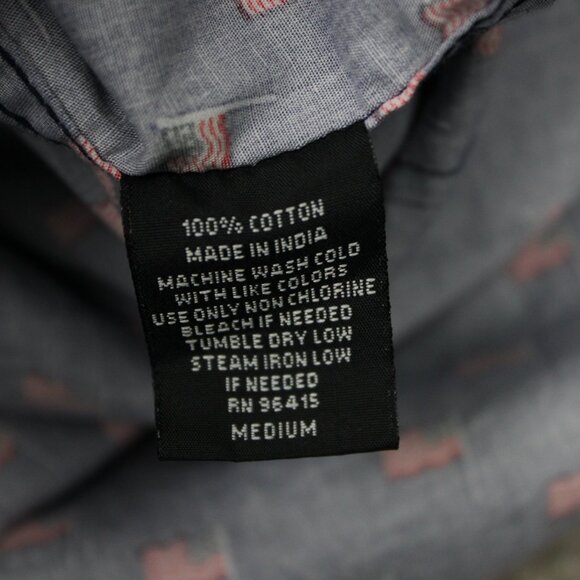 100% COTTON
MADE IN INDIA
MACHINE WASH COLD
WITH LIKE COLORS
USE ONLY NON CHLORINE
BLEACH IF NEEDED
TUMBLE DRY LOW
STEAM IRON LOW
IF NEEDED
RN 96415
MEDIUM